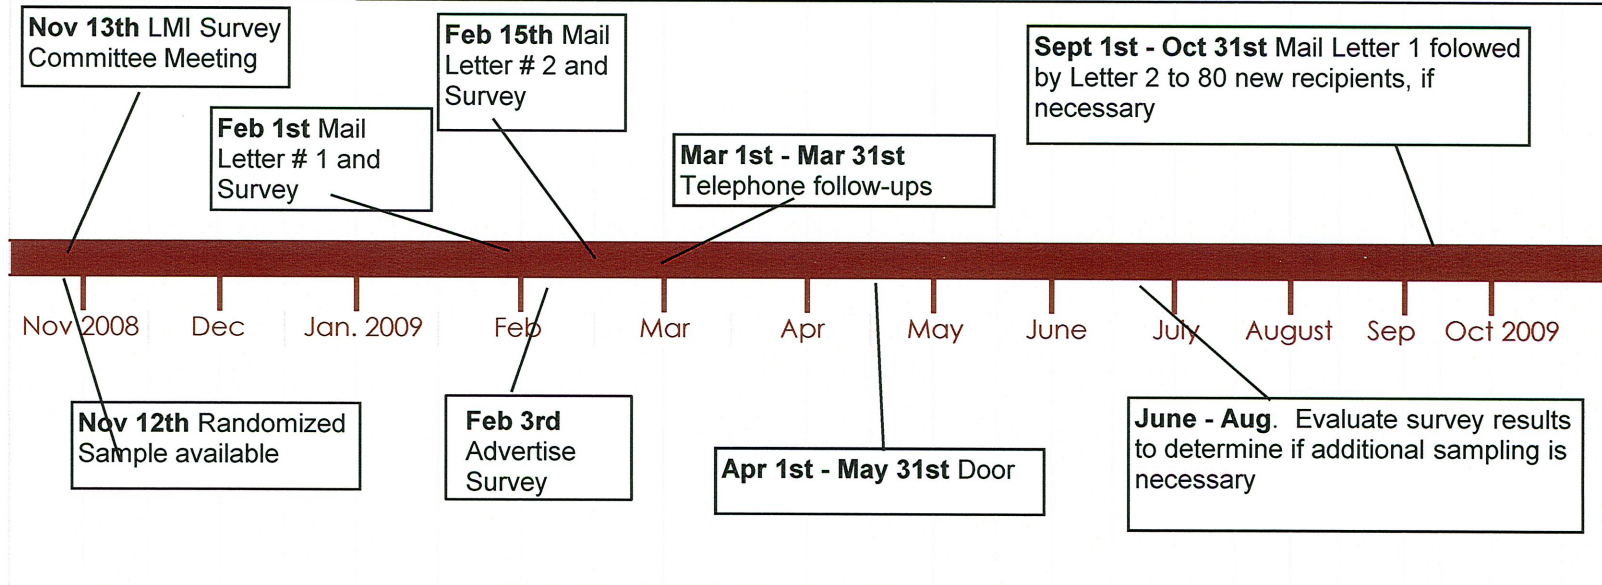 Nov 13th LMI Survey
Committee Meeting
Feb 1st Mail
Letter # 1 and
Survey
Feb 15th Mail
Letter # 2 and
Survey
Mar 1st - Mar 31st
Telephone follow-ups
Sept 1st - Oct 31st Mail Letter 1 folowed
by Letter 2 to 80 new recipients, if
necessary
Nov 2008 Dec Jan. 2009 Feb Mar Apr May June July August Sep Oct 2009
Nov 12th Randomized
Sample available
Feb 3rd
Advertise
Survey
Apr 1st - May 31st Door
June - Aug. Evaluate survey results
to determine if additional sampling is
necessary